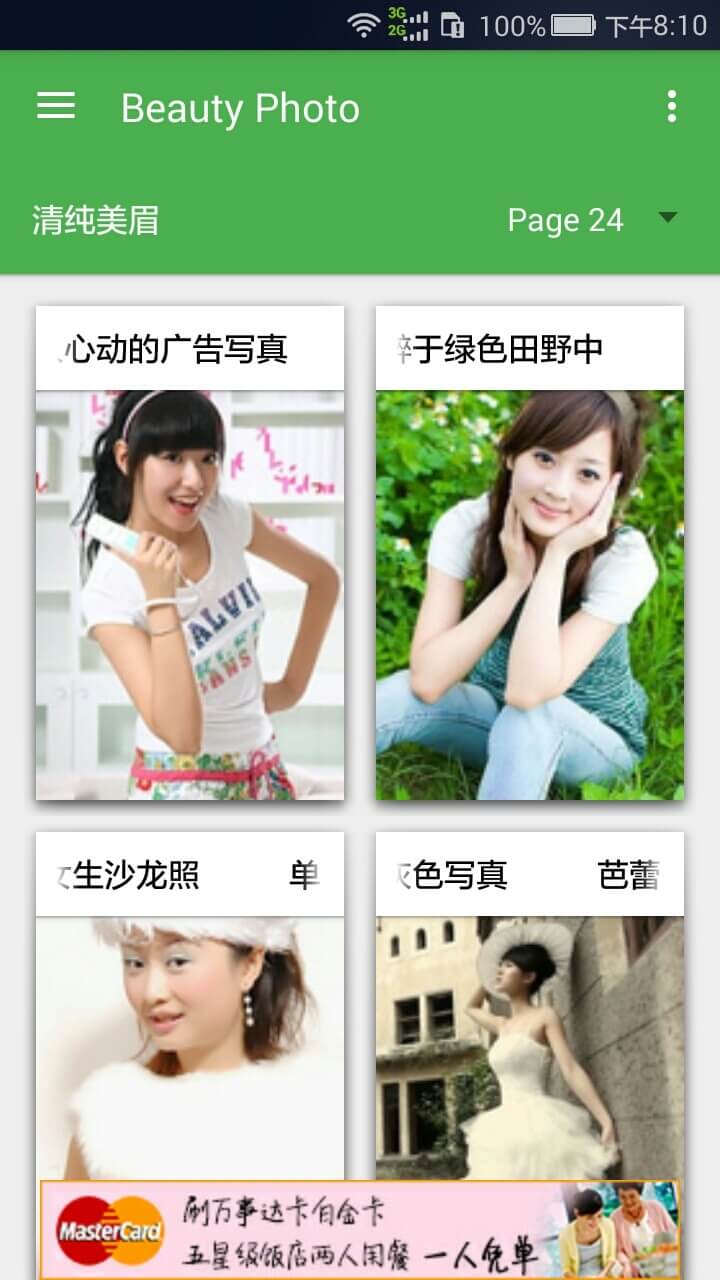 3G
2G
100%
下午8:10
Beauty Photo
清纯美眉
Page 24
心动的广告写真
于绿色田野中
生沙龙照 单
色写真 芭蕾
MasterCard
刷万事达卡白金卡
五星级饭店两人用餐 一人免单